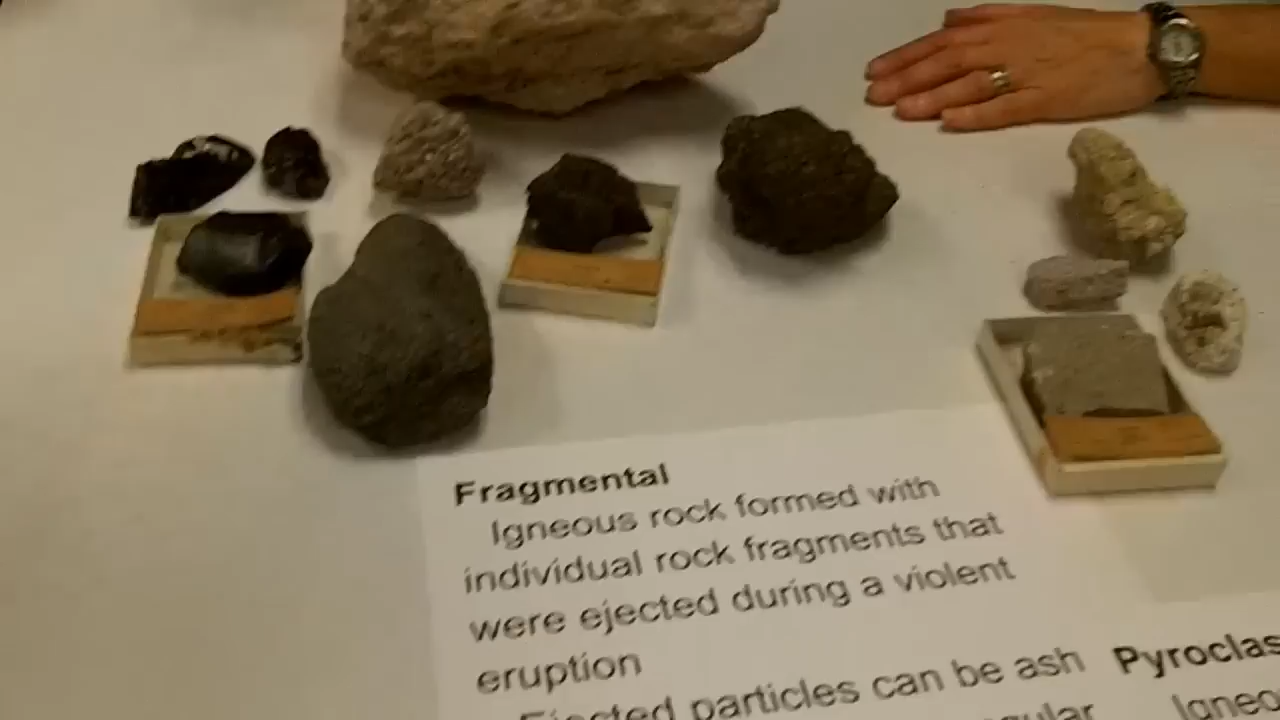 Fragmental
Igneous rock formed with
individual rock fragments that
were ejected during a violent
eruption
Ejected particles can be ash
Pyroclas
Igneo